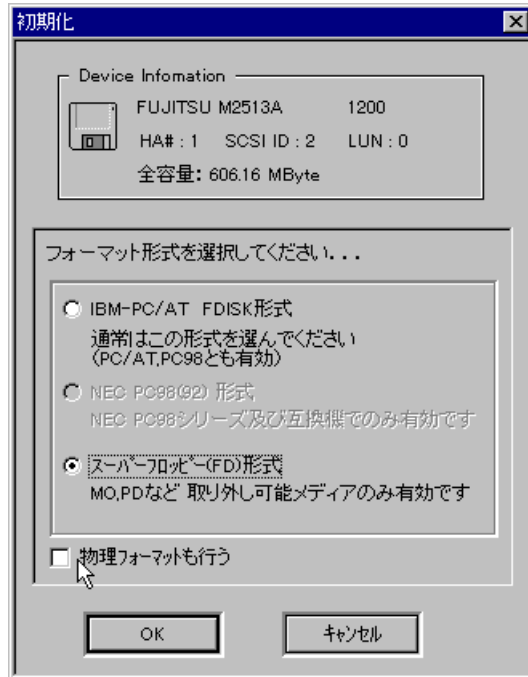 初期化
Device Infomation
FUJITSU M2513A 1200
HA# : 1 SCSI ID : 2 LUN : 0
全容量: 606.16 MByte
フォーマット形式を選択してください...
IBM-PC/AT FDISK形式
通常はこの形式を選んでください
(PC/AT,PC98とも有効)
NEC PC98(92) 形式
NEC PC98シリーズ及び互換機でのみ有効です
スーパーフロッピー(FD)形式
MO,PDなど 取り外し可能メディアのみ有効です
物理フォーマットも行う
OK キャンセル